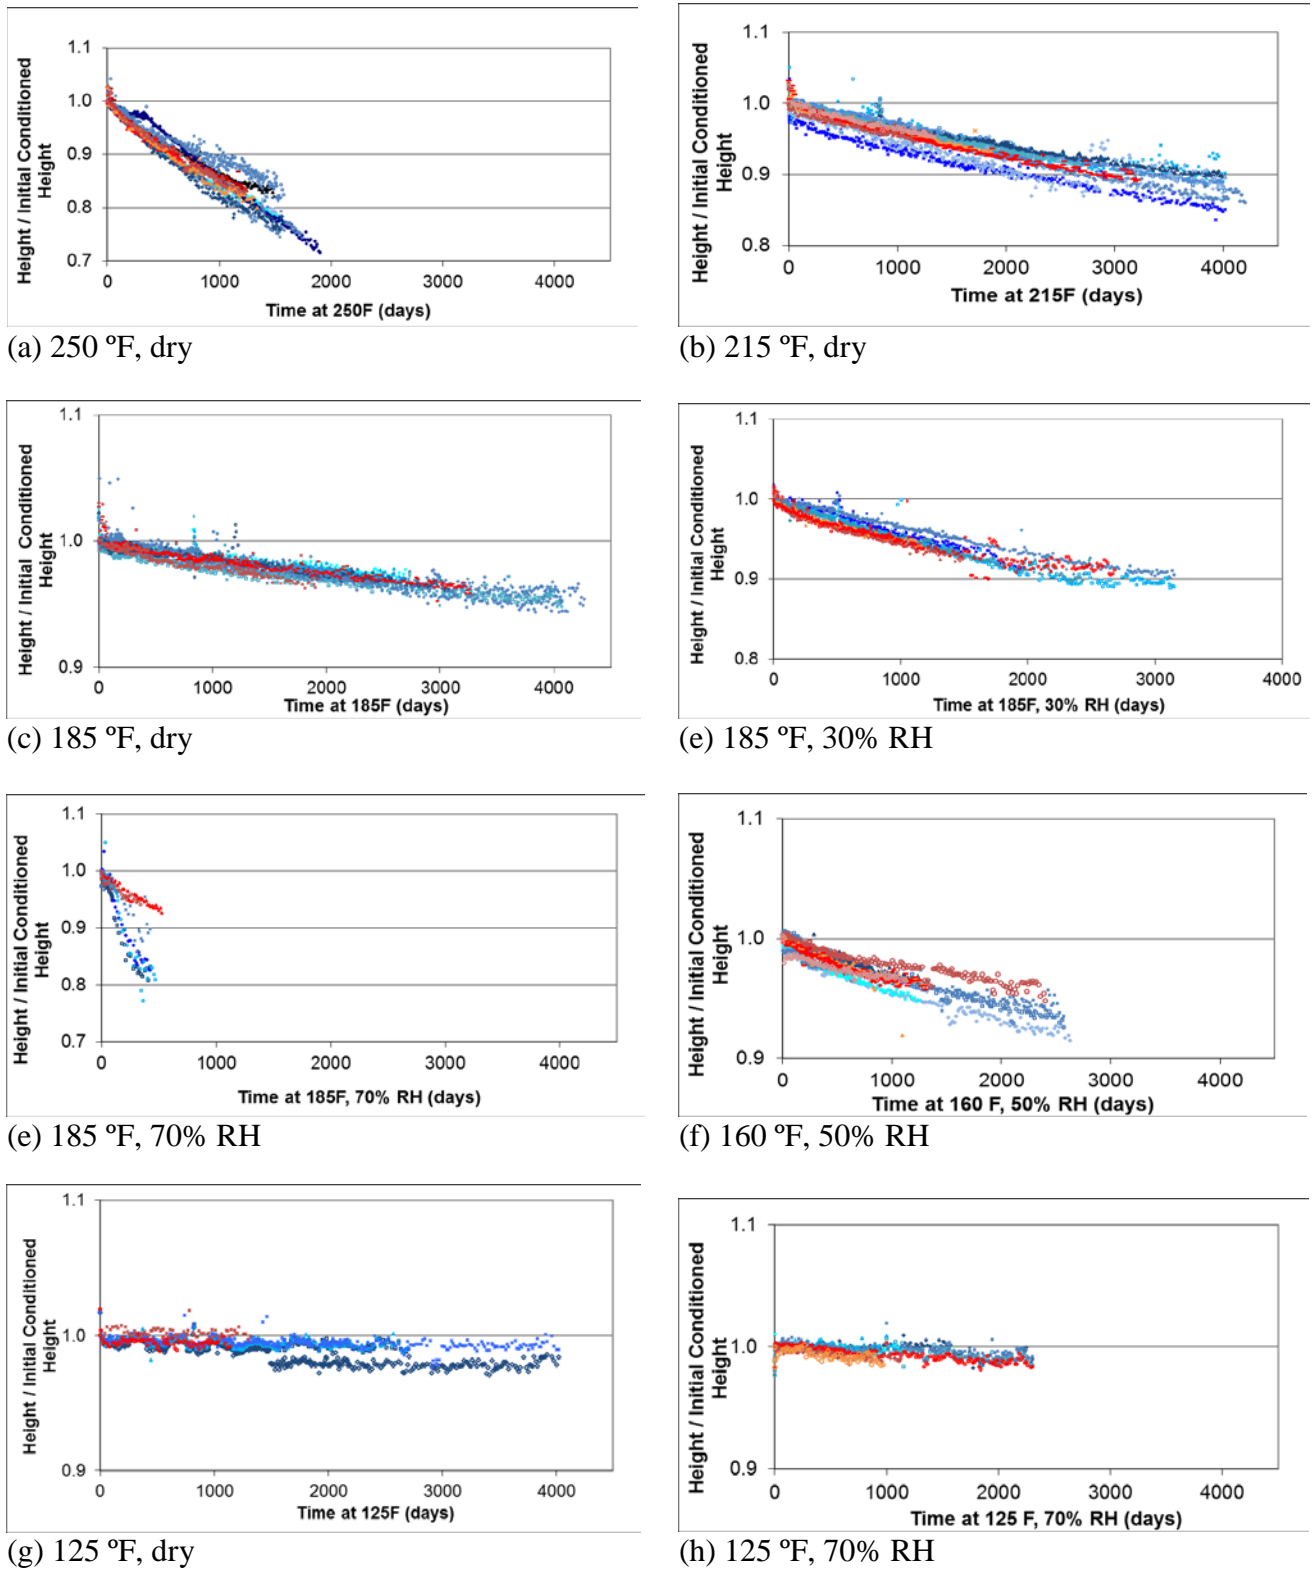 1.1
1.0
0.9
0.8
0.7
Height / Initial Conditioned
Height
0 1000 2000 3000 4000
Time at 250F (days)
(a) 250 ºF, dry
1.1
1.0
0.9
0.8
Height / Initial Conditioned
Height
0 1000 2000 3000 4000
Time at 215F (days)
(b) 215 ºF, dry
1.1
1.0
0.9
Height / Initial Conditioned
Height
0 1000 2000 3000 4000
Time at 185F (days)
(c) 185 ºF, dry
1.1
1.0
0.9
0.8
Height / Initial Conditioned
Height
0 1000 2000 3000 4000
Time at 185F, 30% RH (days)
(e) 185 ºF, 30% RH
1.1
1.0
0.9
0.8
0.7
Height / Initial Conditioned
Height
0 1000 2000 3000 4000
Time at 185F, 70% RH (days)
(e) 185 ºF, 70% RH
1.1
1.0
0.9
Height / Initial Conditioned
Height
0 1000 2000 3000 4000
Time at 160 F, 50% RH (days)
(f) 160 ºF, 50% RH
1.1
1.0
0.9
Height / Initial Conditioned
Height
0 1000 2000 3000 4000
Time at 125F (days)
(g) 125 ºF, dry
1.1
1.0
0.9
Height / Initial Conditioned
Height
0 1000 2000 3000 4000
Time at 125 F, 70% RH (days)
(h) 125 ºF, 70% RH